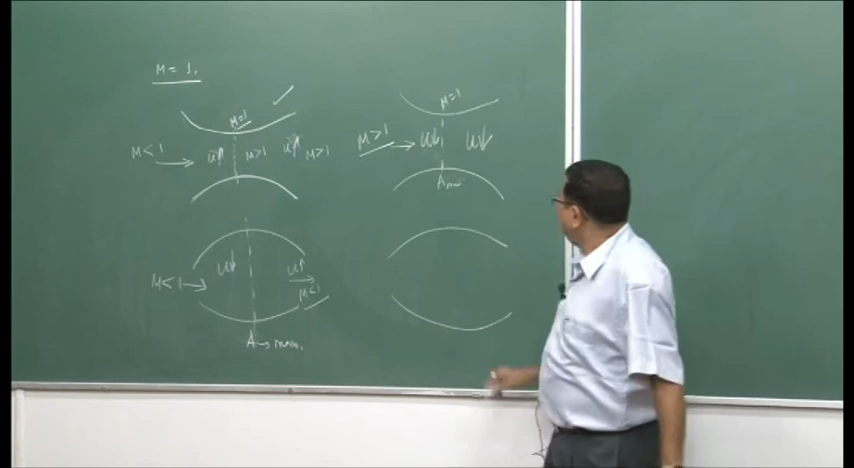 M = 1,
M=1
M<1 → u↑ M>1 u↑ M>1
M=1
M>1 → u↓ u↓
Amin
M<1 → u↓ u↑
M<1
A → max.